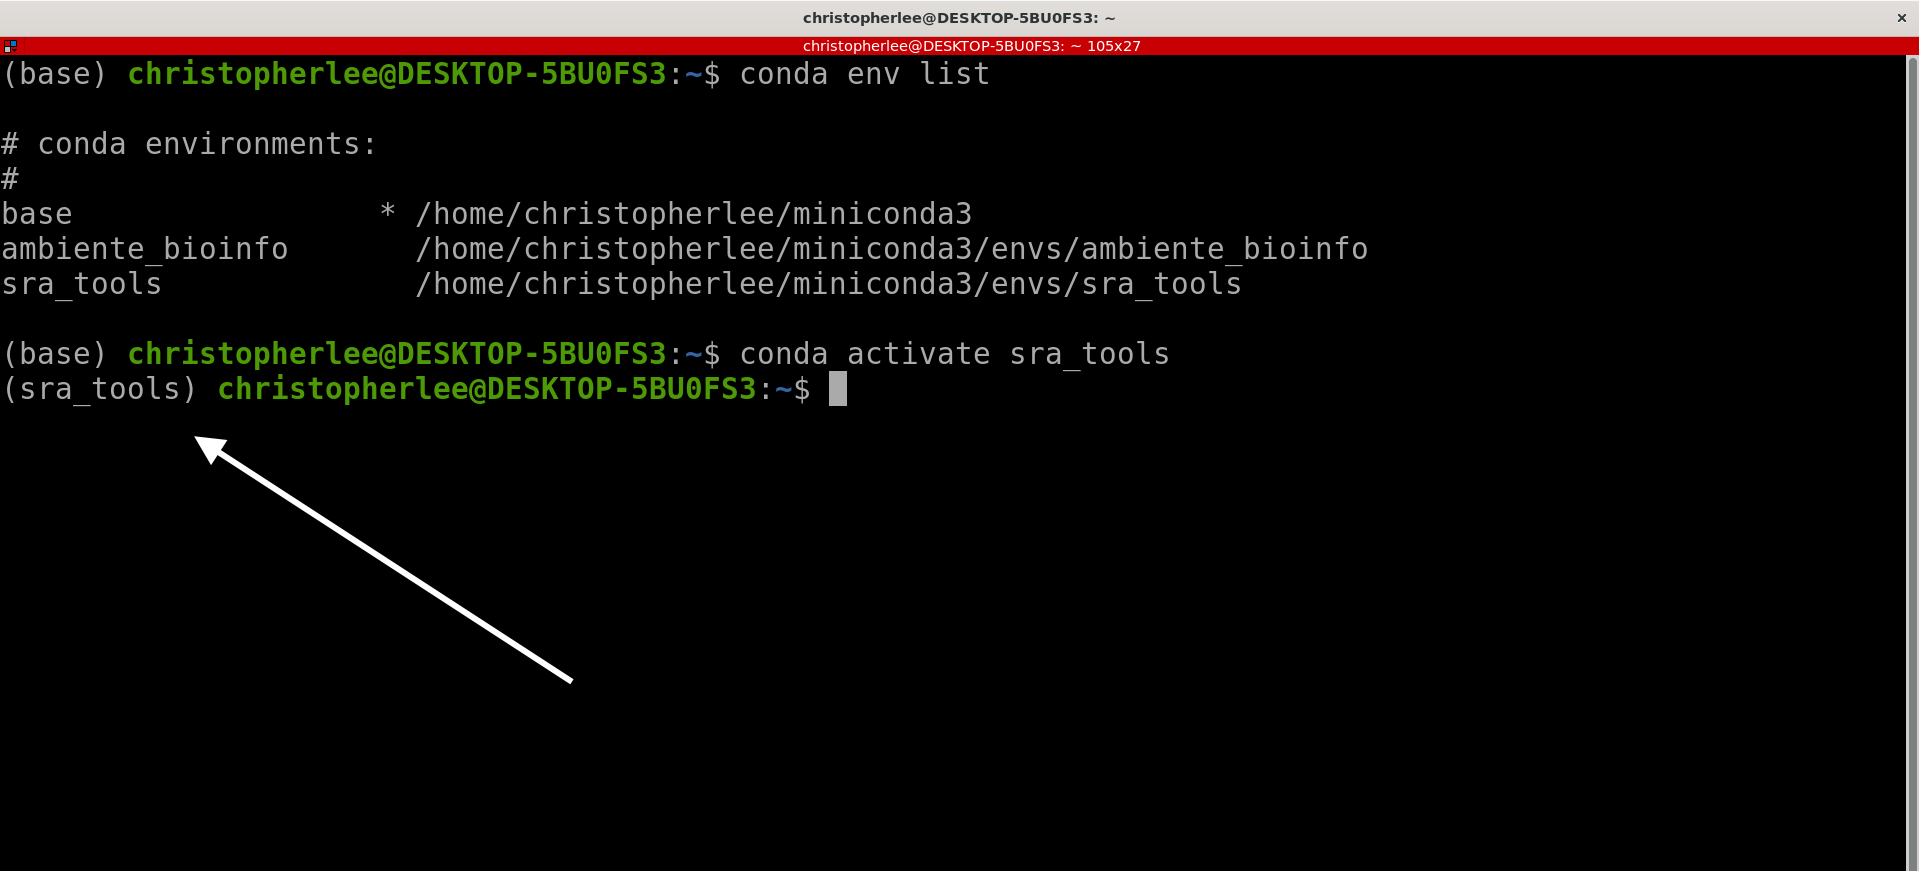 christopherlee@DESKTOP-5BU0FS3: ~ ×
christopherlee@DESKTOP-5BU0FS3: ~ 105x27
(base) christopherlee@DESKTOP-5BU0FS3:~$ conda env list
# conda environments:
#
base                 * /home/christopherlee/miniconda3
ambiente_bioinfo       /home/christopherlee/miniconda3/envs/ambiente_bioinfo
sra_tools              /home/christopherlee/miniconda3/envs/sra_tools
(base) christopherlee@DESKTOP-5BU0FS3:~$ conda activate sra_tools
(sra_tools) christopherlee@DESKTOP-5BU0FS3:~$